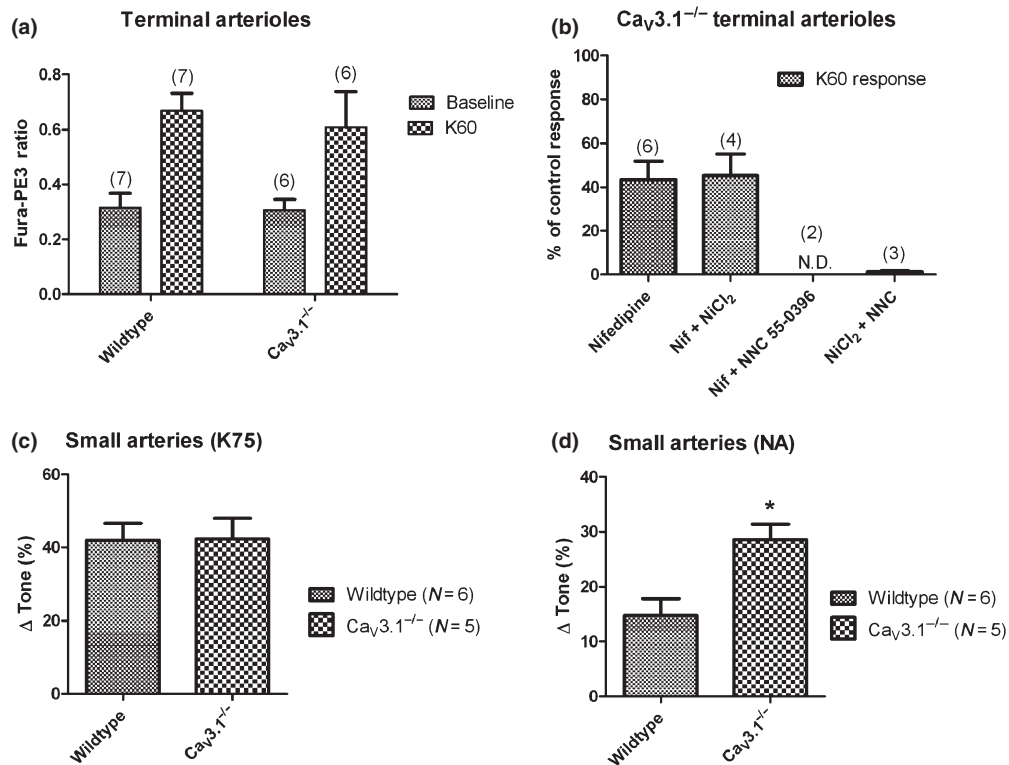 (a) Terminal arterioles
Fura-PE3 ratio
0.8
0.6
0.4
0.2
0.0
(7)
(7)
(6)
(6)
Baseline
K60
Wildtype
CaV3.1−/−
(b) CaV3.1−/− terminal arterioles
% of control response
100
80
60
40
20
0
K60 response
(6)
(4)
(2)
N.D.
(3)
Nifedipine
Nif + NiCl2
Nif + NNC 55-0396
NiCl2 + NNC
(c) Small arteries (K75)
Δ Tone (%)
60
40
20
0
Wildtype (N = 6)
CaV3.1−/− (N = 5)
Wildtype
CaV3.1−/−
(d) Small arteries (NA)
Δ Tone (%)
40
30
20
10
0
*
Wildtype (N = 6)
CaV3.1−/− (N = 5)
Wildtype
CaV3.1−/−